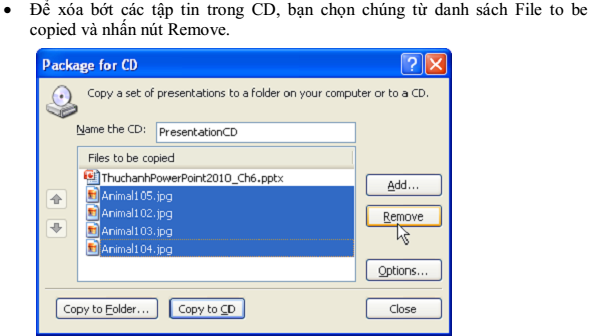 • Để xóa bớt các tập tin trong CD, bạn chọn chúng từ danh sách File to be
copied và nhấn nút Remove.
Package for CD
Copy a set of presentations to a folder on your computer or to a CD.
Name the CD: PresentationCD
Files to be copied
ThuchanhPowerPoint2010_Ch6.pptx
Add...
Animal105.jpg
Animal102.jpg
Remove
Animal103.jpg
Animal104.jpg
Options...
Copy to Folder... Copy to CD Close